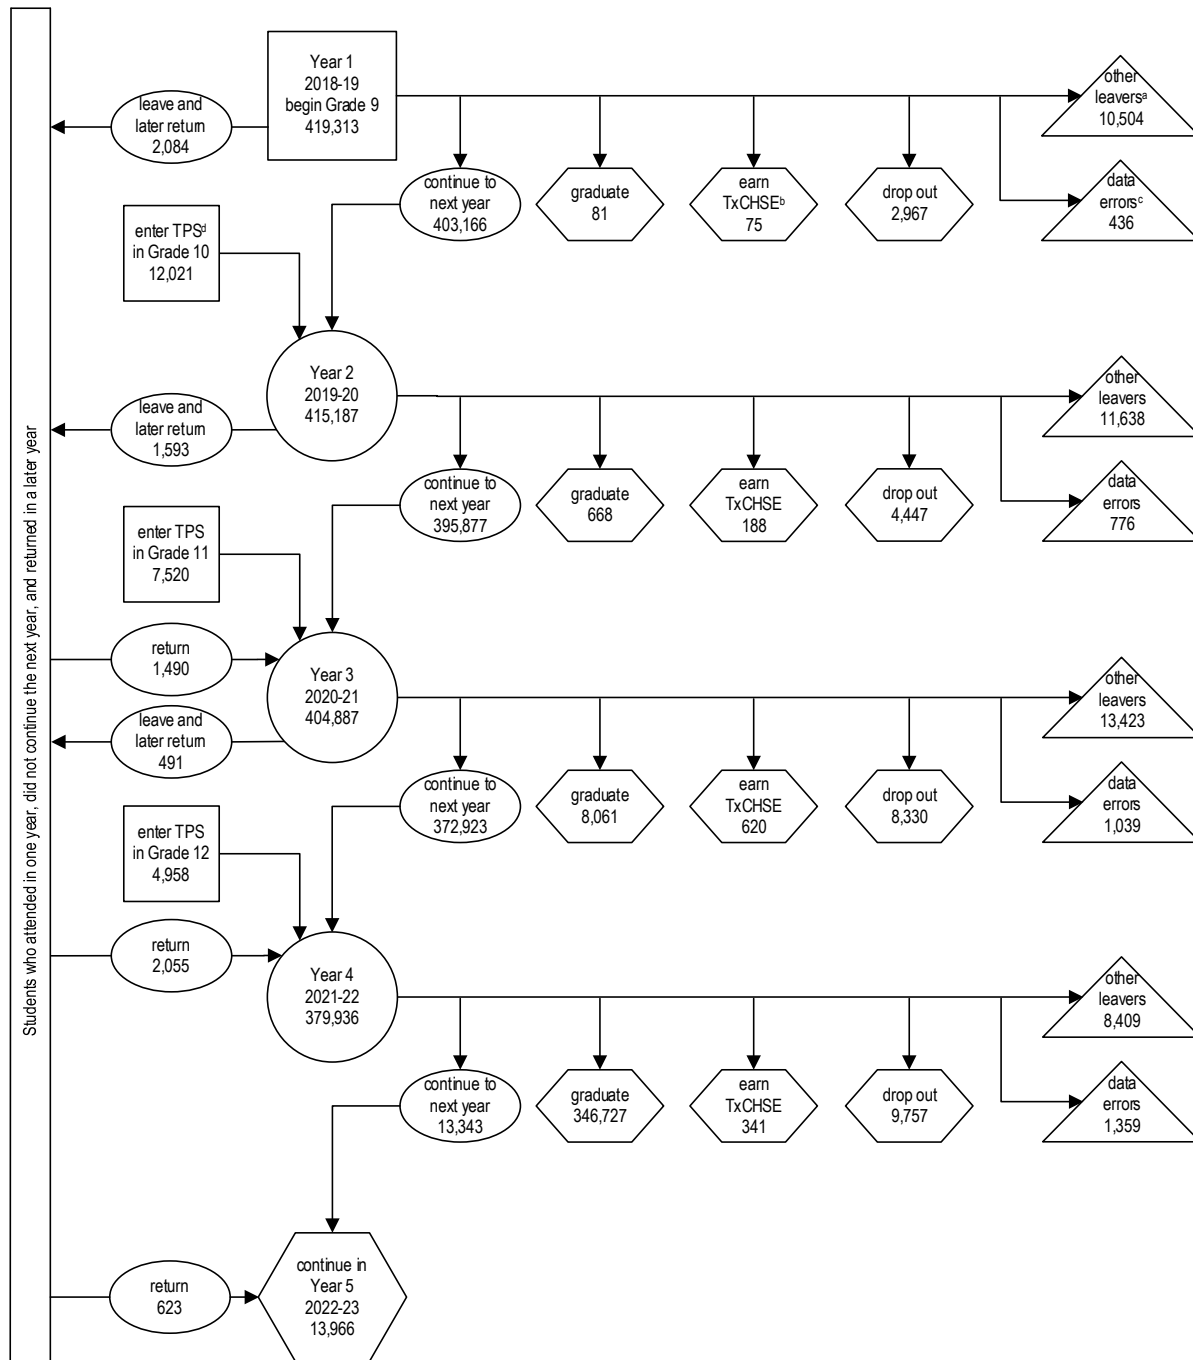 Students who attended in one year, did not continue the next year, and returned in a later year
Year 1
2018-19
begin Grade 9
419,313
leave and
later return
2,084
continue to
next year
403,166
graduate
81
earn
TxCHSEᵇ
75
drop out
2,967
other
leaversᵃ
10,504
data
errorsᶜ
436
enter TPSᵈ
in Grade 10
12,021
Year 2
2019-20
415,187
leave and
later return
1,593
continue to
next year
395,877
graduate
668
earn
TxCHSE
188
drop out
4,447
other
leavers
11,638
data
errors
776
enter TPS
in Grade 11
7,520
return
1,490
Year 3
2020-21
404,887
leave and
later return
491
continue to
next year
372,923
graduate
8,061
earn
TxCHSE
620
drop out
8,330
other
leavers
13,423
data
errors
1,039
enter TPS
in Grade 12
4,958
return
2,055
Year 4
2021-22
379,936
continue to
next year
13,343
graduate
346,727
earn
TxCHSE
341
drop out
9,757
other
leavers
8,409
data
errors
1,359
return
623
continue in
Year 5
2022-23
13,966